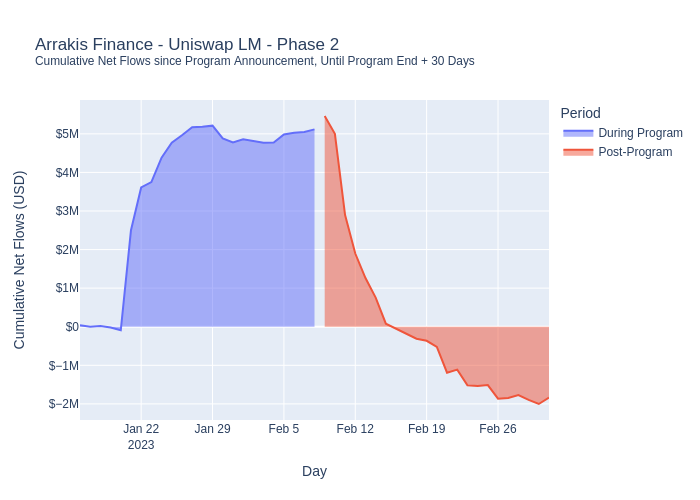 Arrakis Finance - Uniswap LM - Phase 2
Cumulative Net Flows since Program Announcement, Until Program End + 30 Days
Period
During Program
Post-Program
Cumulative Net Flows (USD)
$5M
$4M
$3M
$2M
$1M
$0
$−1M
$−2M
Jan 22
2023
Jan 29
Feb 5
Feb 12
Feb 19
Feb 26
Day